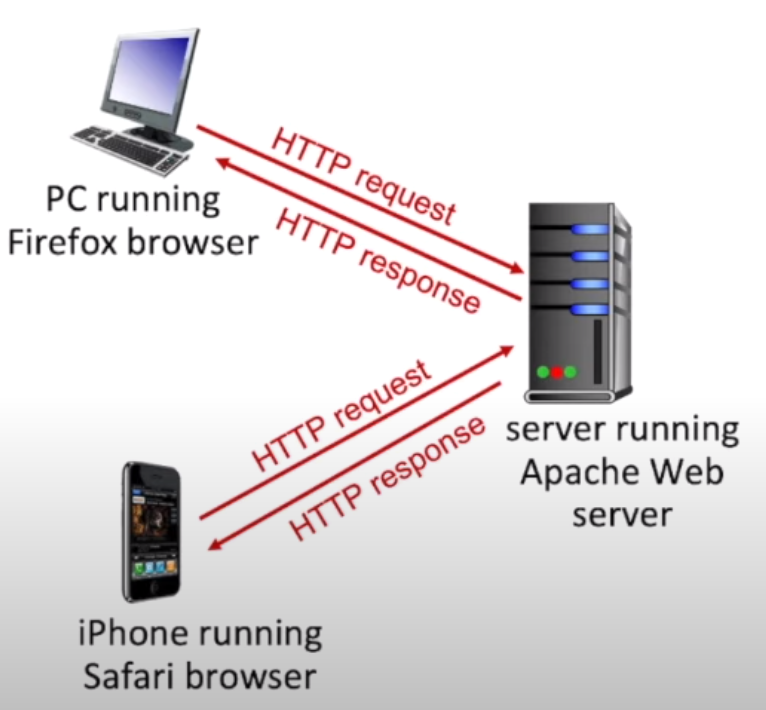 HTTP request
HTTP response
PC running
Firefox browser
HTTP request
HTTP response
server running
Apache Web
server
iPhone running
Safari browser